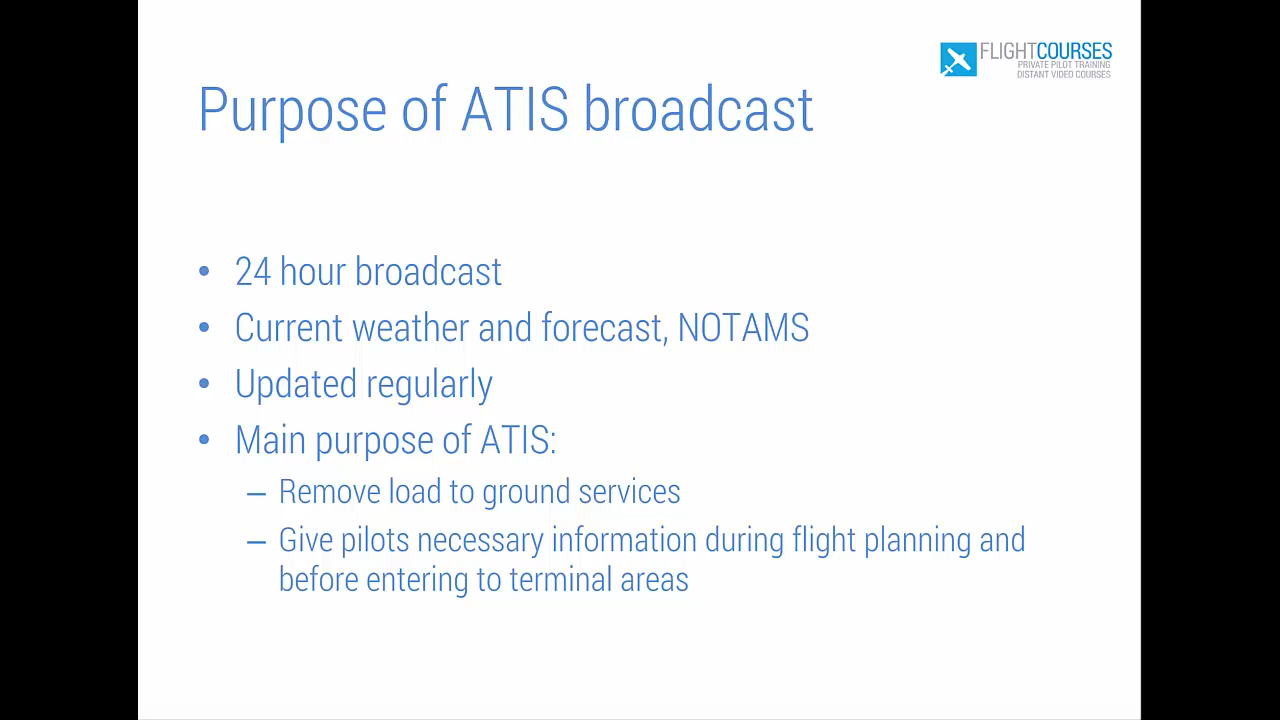 FLIGHTCOURSES
PRIVATE PILOT TRAINING
DISTANT VIDEO COURSES
Purpose of ATIS broadcast
• 24 hour broadcast
• Current weather and forecast, NOTAMS
• Updated regularly
• Main purpose of ATIS:
– Remove load to ground services
– Give pilots necessary information during flight planning and
before entering to terminal areas